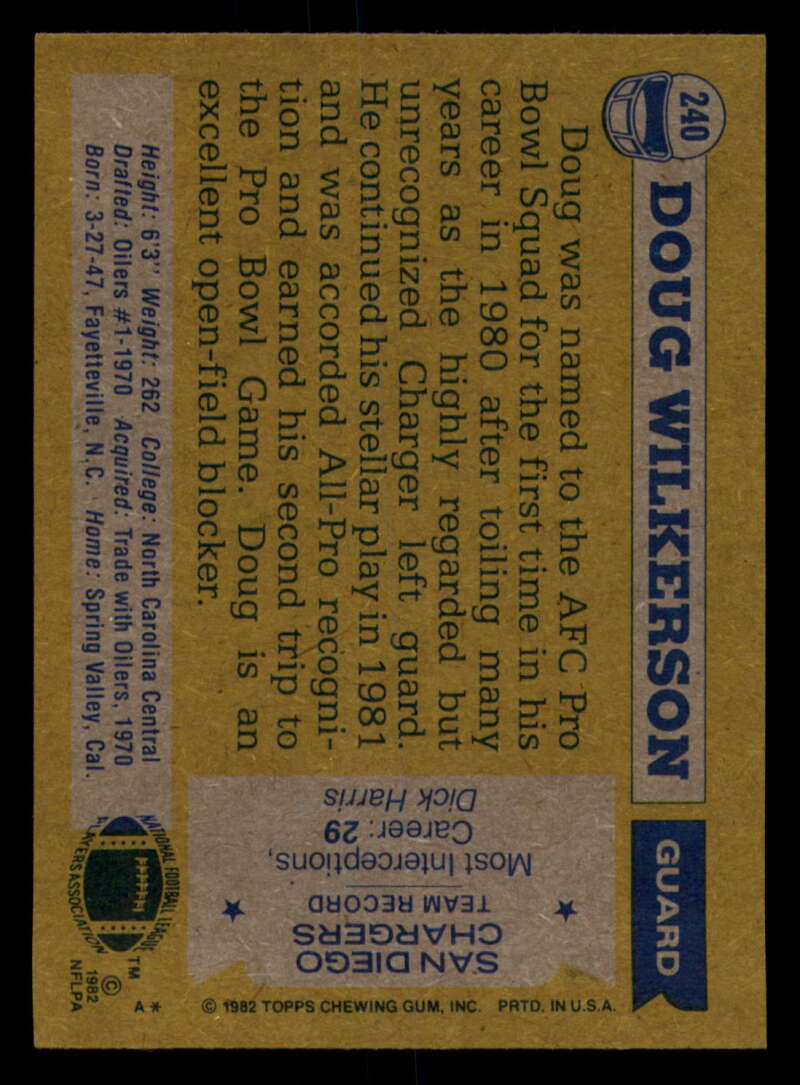 240
DOUG WILKERSON
GUARD
Doug was named to the AFC Pro
Bowl Squad for the first time in his
career in 1980 after toiling many
years as the highly regarded but
unrecognized Charger left guard.
He continued his stellar play in 1981
and was accorded All-Pro recogni-
tion and earned his second trip to
the Pro Bowl Game. Doug is an
excellent open-field blocker.
Height: 6'3'' Weight: 262 College: North Carolina Central
Drafted: Oilers #1-1970 Acquired: Trade with Oilers, 1970
Born: 3-27-47, Fayetteville, N.C. Home: Spring Valley, Cal.
SAN DIEGO
CHARGERS
TEAM RECORD
Most Interceptions,
Career: 29
Dick Harris
NATIONAL FOOTBALL LEAGUE
PLAYERS ASSOCIATION
TM
©
1982
NFLPA
A*
© 1982 TOPPS CHEWING GUM, INC. PRTD. IN U.S.A.